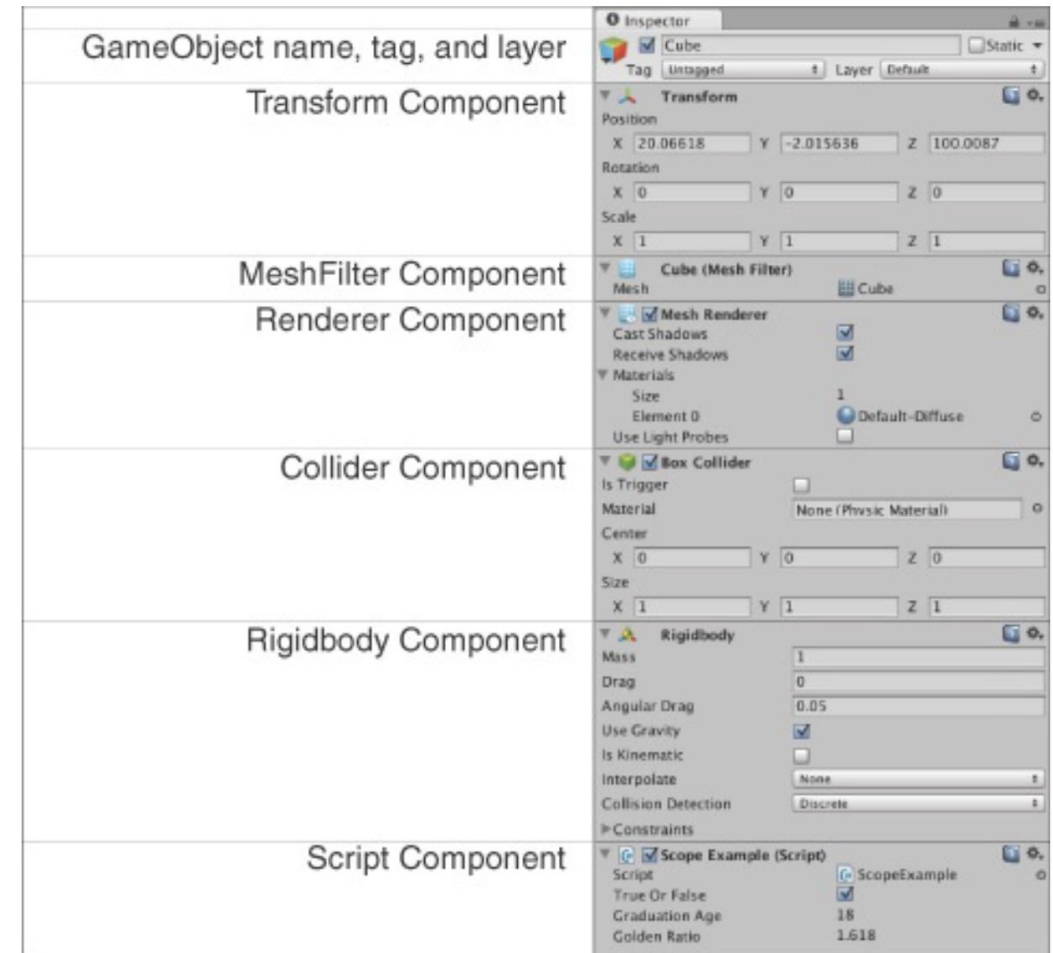 Inspector
GameObject name, tag, and layer
Cube Static
Tag Untagged Layer Default
Transform Component
Transform
Position
X 20.06618 Y -2.015636 Z 100.0087
Rotation
X 0 Y 0 Z 0
Scale
X 1 Y 1 Z 1
MeshFilter Component
Cube (Mesh Filter)
Mesh Cube
Renderer Component
Mesh Renderer
Cast Shadows
Receive Shadows
Materials
Size 1
Element 0 Default-Diffuse
Use Light Probes
Collider Component
Box Collider
Is Trigger
Material None (Physic Material)
Center
X 0 Y 0 Z 0
Size
X 1 Y 1 Z 1
Rigidbody Component
Rigidbody
Mass 1
Drag 0
Angular Drag 0.05
Use Gravity
Is Kinematic
Interpolate None
Collision Detection Discrete
Constraints
Script Component
Scope Example (Script)
Script ScopeExample
True Or False
Graduation Age 18
Golden Ratio 1.618